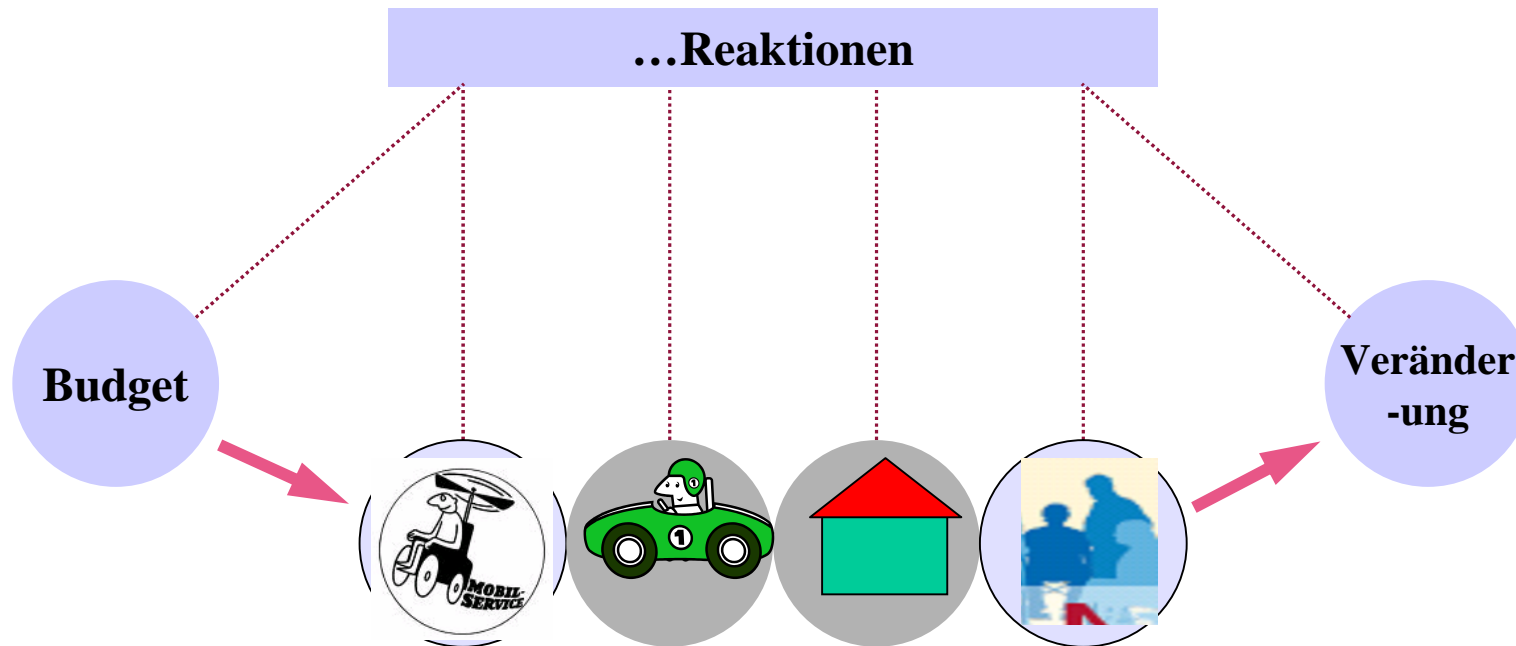 …Reaktionen
Budget
Veränder
-ung
MOBIL-
SERVICE
1
1
N